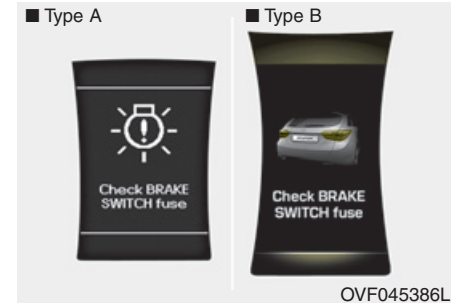 ■ Type A
■ Type B
Check BRAKE
SWITCH fuse
Check BRAKE
SWITCH fuse
OVF045386L